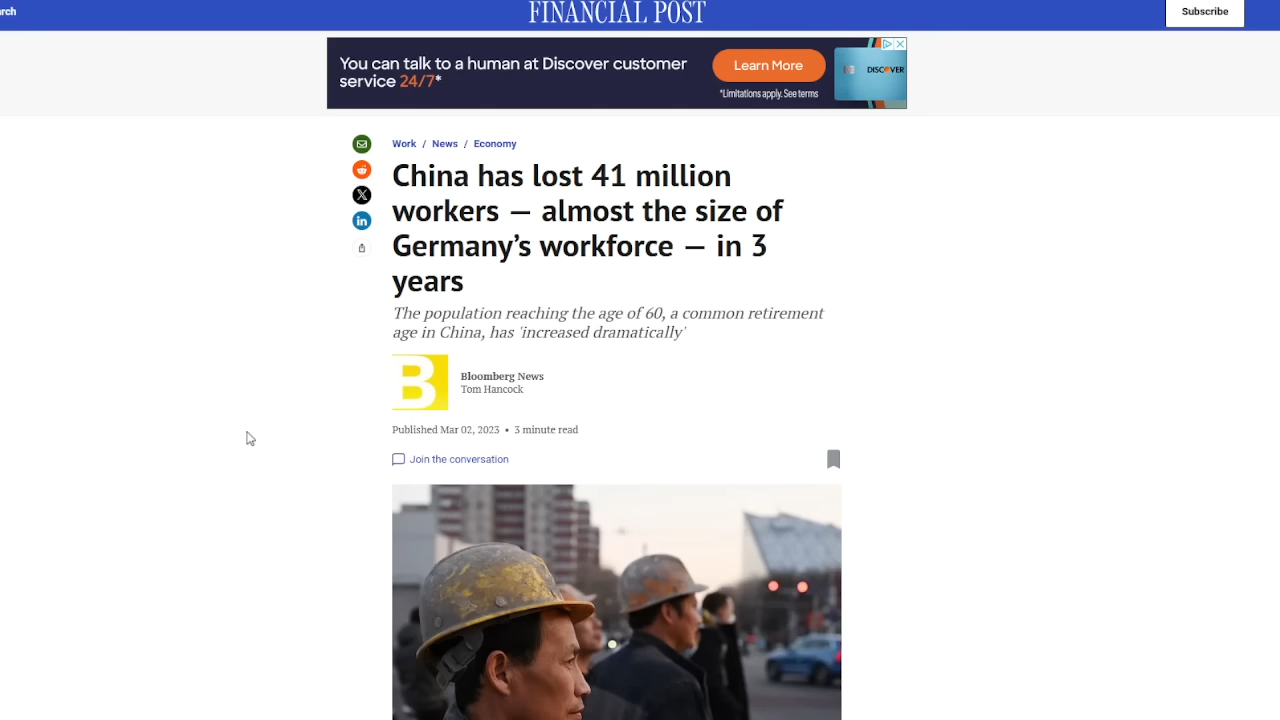 rch
FINANCIAL POST
Subscribe
You can talk to a human at Discover customer
service 24/7*
Learn More
*Limitations apply. See terms
DISCOVER
Work / News / Economy
China has lost 41 million
workers — almost the size of
Germany's workforce — in 3
years
The population reaching the age of 60, a common retirement
age in China, has 'increased dramatically'
B
Bloomberg News
Tom Hancock
Published Mar 02, 2023 • 3 minute read
Join the conversation